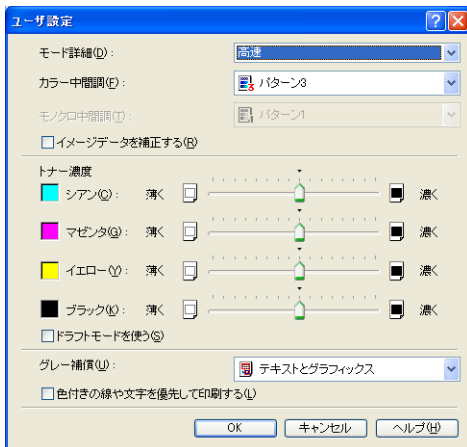 ユーザ設定
モード詳細(D): 高速
カラー中間調(F): パターン3
モノクロ中間調(T): パターン1
イメージデータを補正する(R)
トナー濃度
シアン(C): 薄く 濃く
マゼンタ(G): 薄く 濃く
イエロー(Y): 薄く 濃く
ブラック(K): 薄く 濃く
ドラフトモードを使う(S)
グレー補償(U): テキストとグラフィックス
色付きの線や文字を優先して印刷する(L)
OK キャンセル ヘルプ(H)